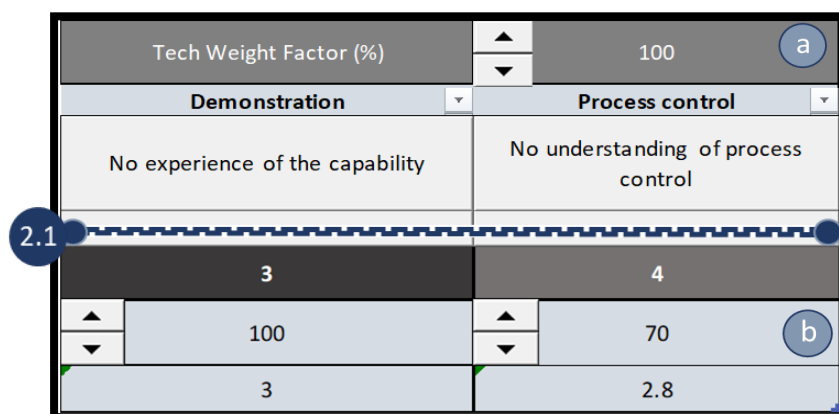 Tech Weight Factor (%)
100
a
Demonstration
Process control
No experience of the capability
No understanding of process
control
2.1
3
4
100
70
b
3
2.8